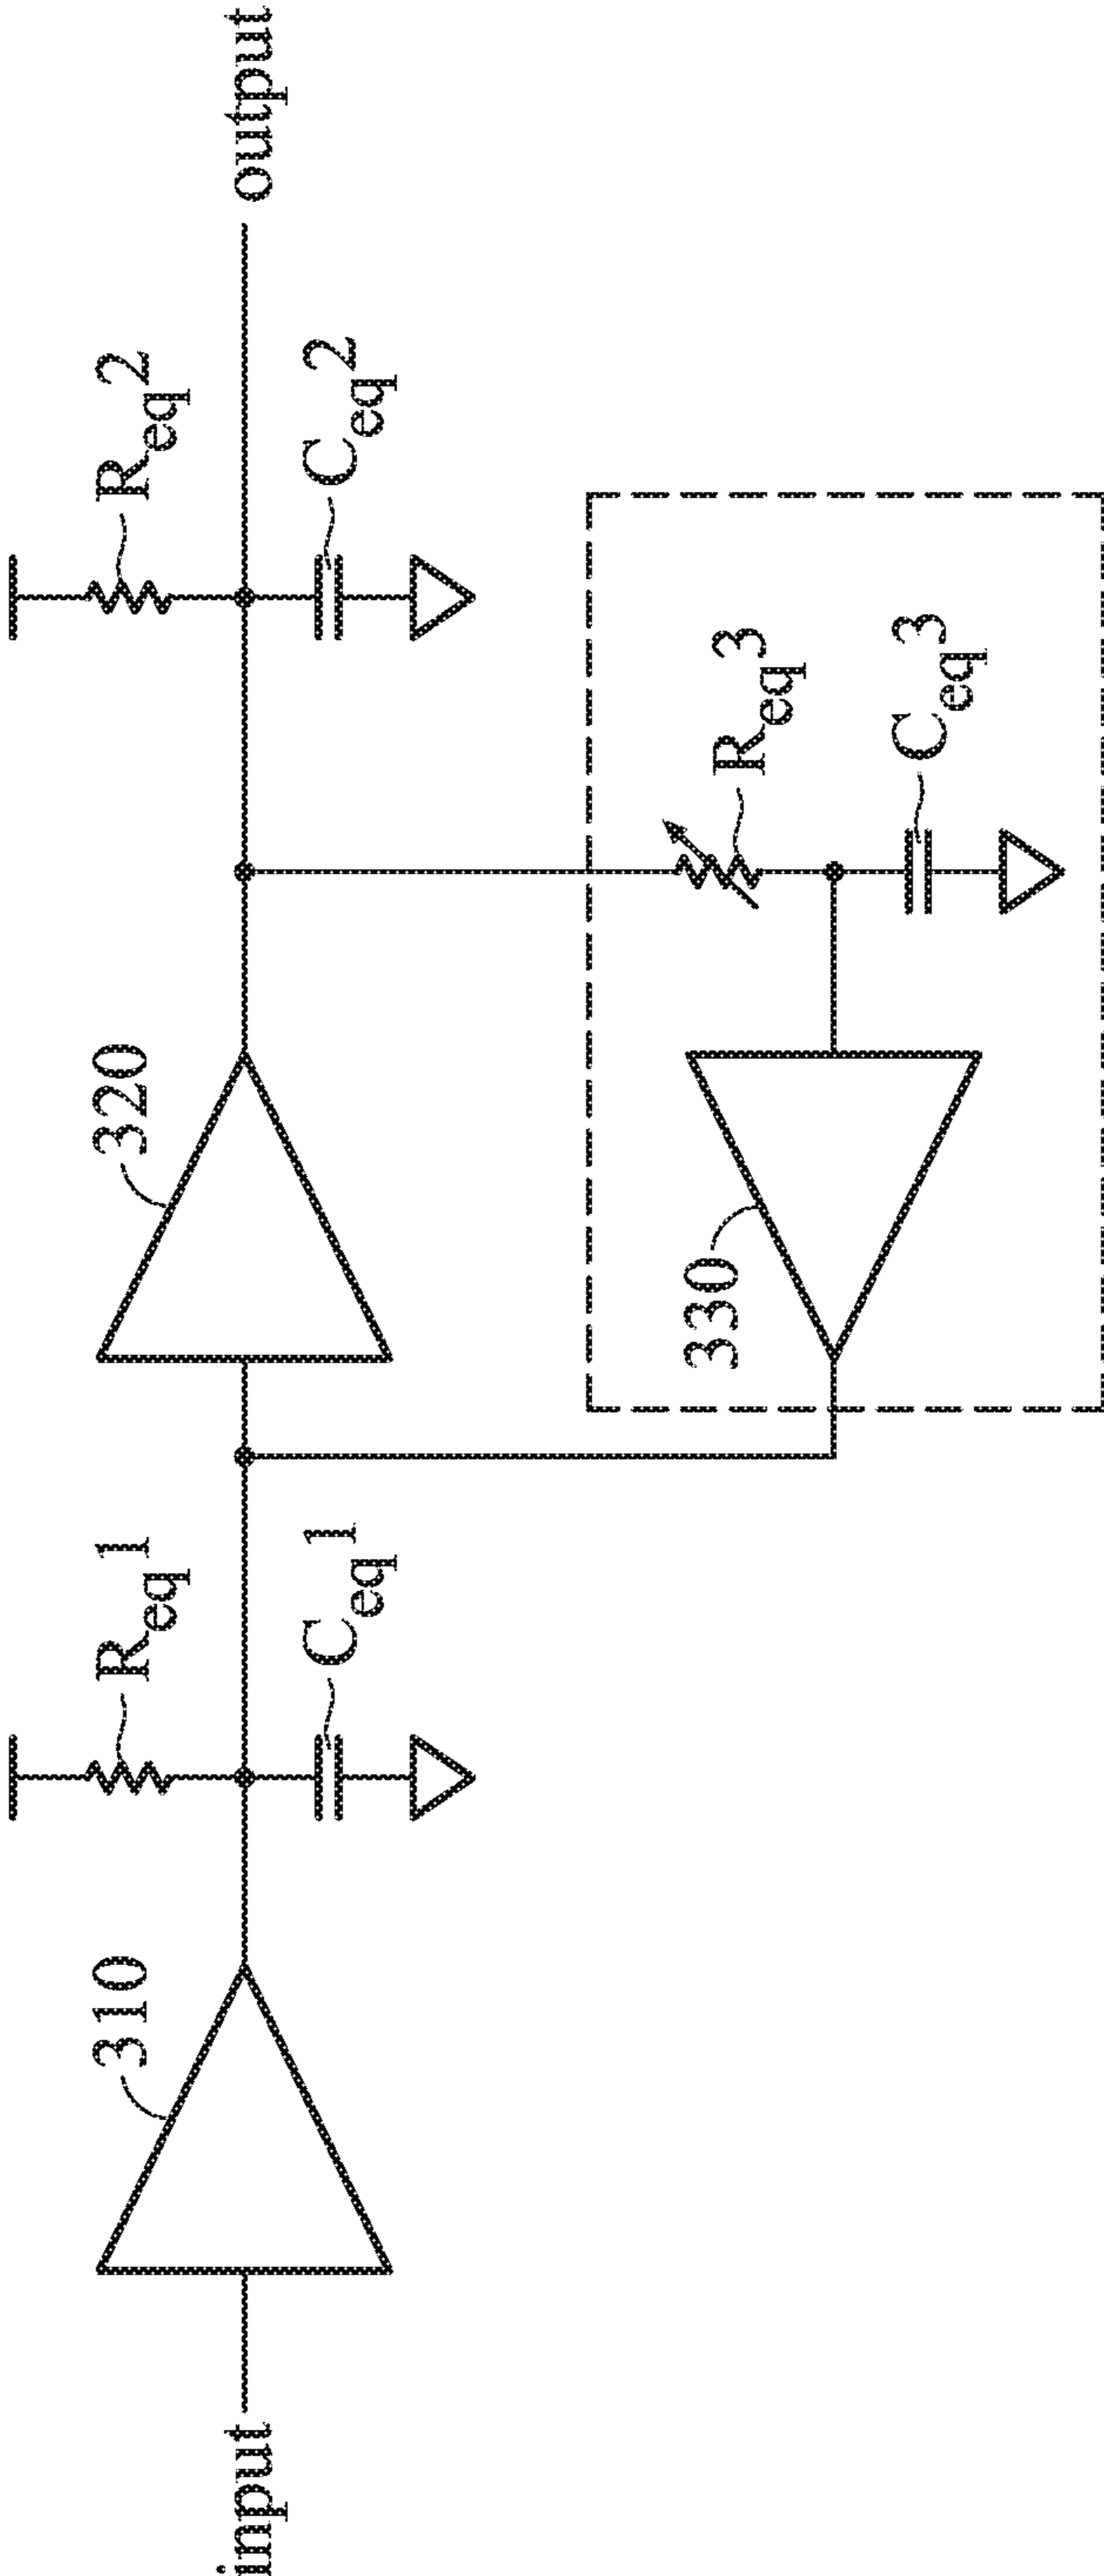 input
310
R_eq1
C_eq1
320
330
R_eq2
C_eq2
R_eq3
C_eq3
output